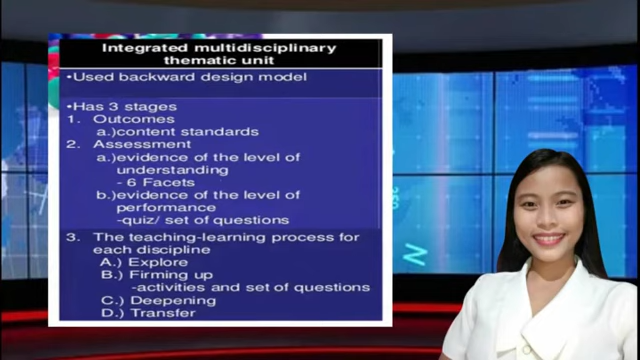 Integrated multidisciplinary
thematic unit
•Used backward design model
•Has 3 stages
1. Outcomes
a.)content standards
2. Assessment
a.)evidence of the level of
understanding
- 6 Facets
b.)evidence of the level of
performance
-quiz/ set of questions
3. The teaching-learning process for
each discipline
A.) Explore
B.) Firming up
-activities and set of questions
C.) Deepening
D.) Transfer